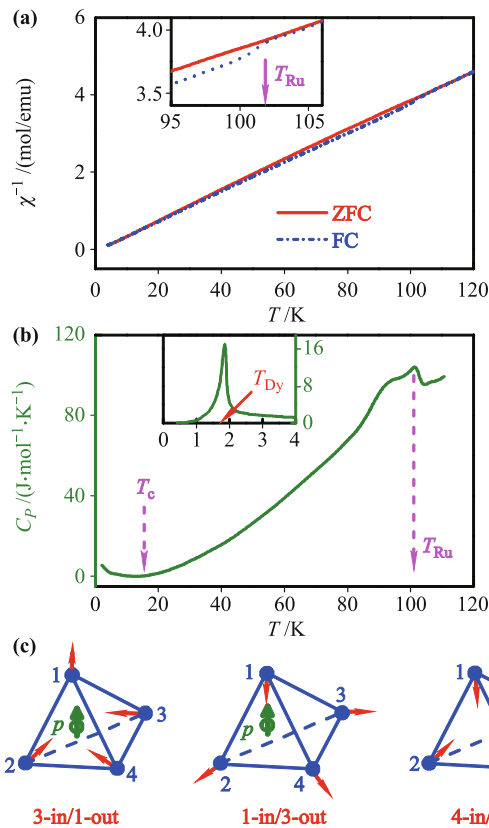 (a)
6
4
2
0
χ⁻¹ /(mol/emu)
4.0
3.5
95 100 105
T_Ru
ZFC
FC
0 20 40 60 80 100 120
T /K
(b)
120
80
40
0
C_P /(J·mol⁻¹·K⁻¹)
16
8
0
0 1 2 3 4
T_Dy
T_c
T_Ru
0 20 40 60 80 100 120
T /K
(c)
1 2 3 4 p
3-in/1-out
1 2 3 4 p
1-in/3-out
1 2
4-in/